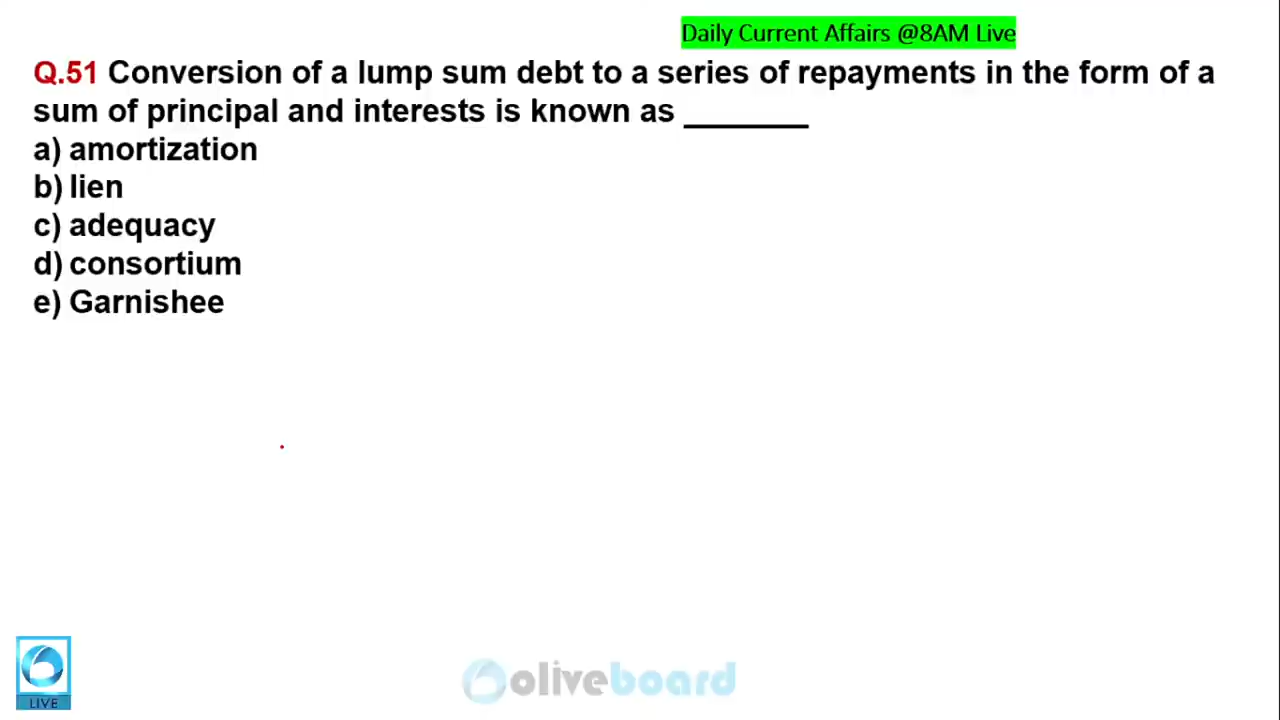 Daily Current Affairs @8AM Live
Q.51 Conversion of a lump sum debt to a series of repayments in the form of a
sum of principal and interests is known as _______
a) amortization
b) lien
c) adequacy
d) consortium
e) Garnishee
LIVE
oliveboard